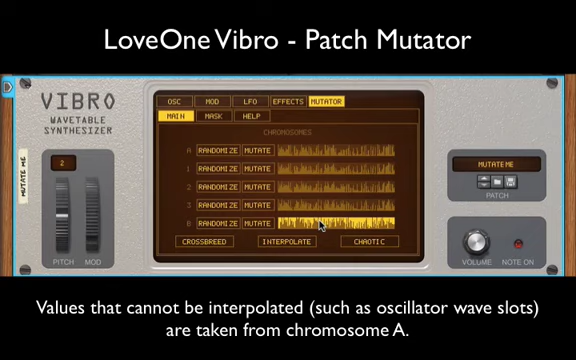 LoveOne Vibro - Patch Mutator
VIBRO
WAVETABLE
SYNTHESIZER
MUTATE ME
2
PITCH MOD
OSC MOD LFO EFFECTS MUTATOR
MAIN MASK HELP
CHROMOSOMES
A RANDOMIZE MUTATE
1 RANDOMIZE MUTATE
2 RANDOMIZE MUTATE
3 RANDOMIZE MUTATE
B RANDOMIZE MUTATE
CROSSBREED INTERPOLATE CHAOTIC
MUTATE ME
PATCH
VOLUME NOTE ON
Values that cannot be interpolated (such as oscillator wave slots)
are taken from chromosome A.